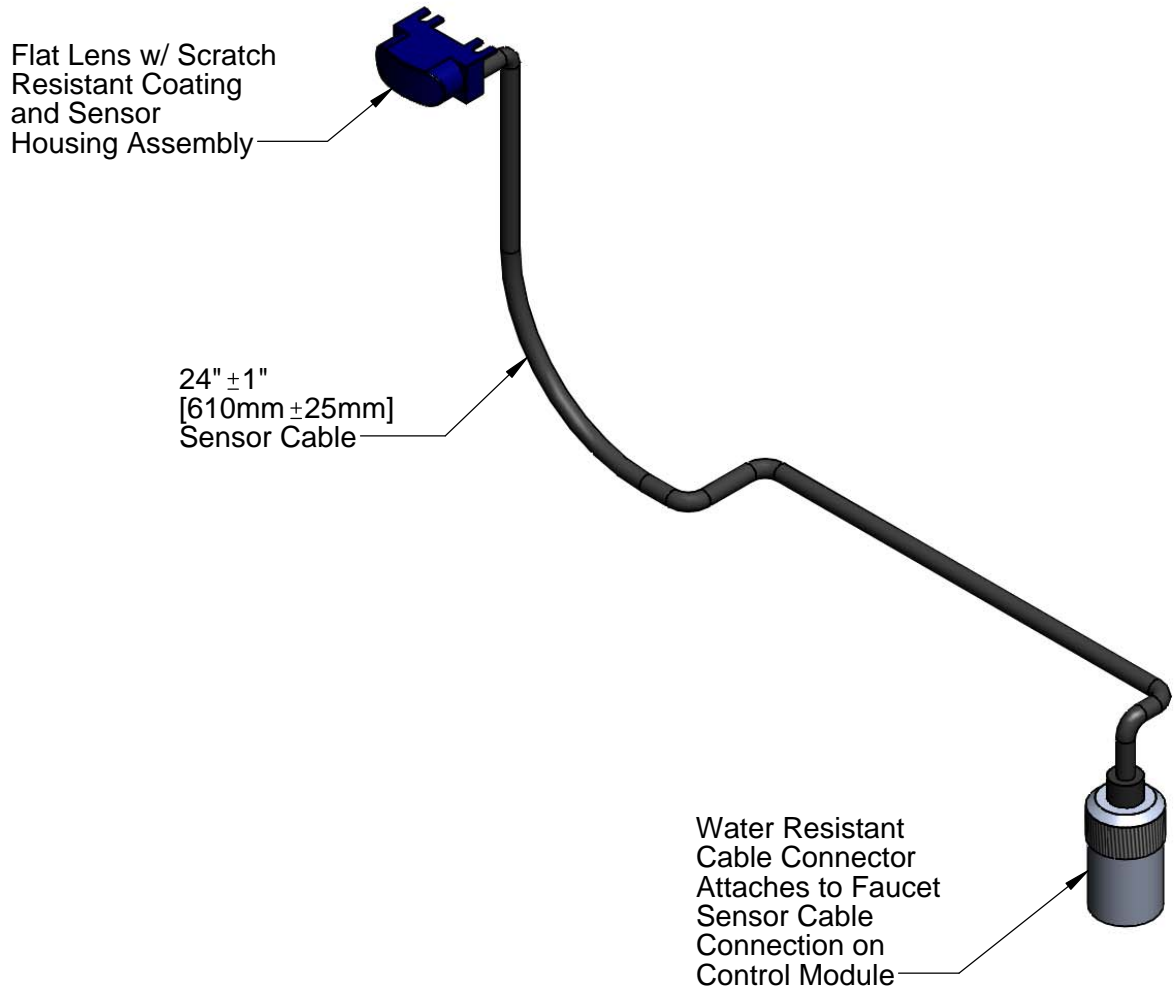 Flat Lens w/ Scratch
Resistant Coating
and Sensor
Housing Assembly
24" ±1"
[610mm ±25mm]
Sensor Cable
Water Resistant
Cable Connector
Attaches to Faucet
Sensor Cable
Connection on
Control Module